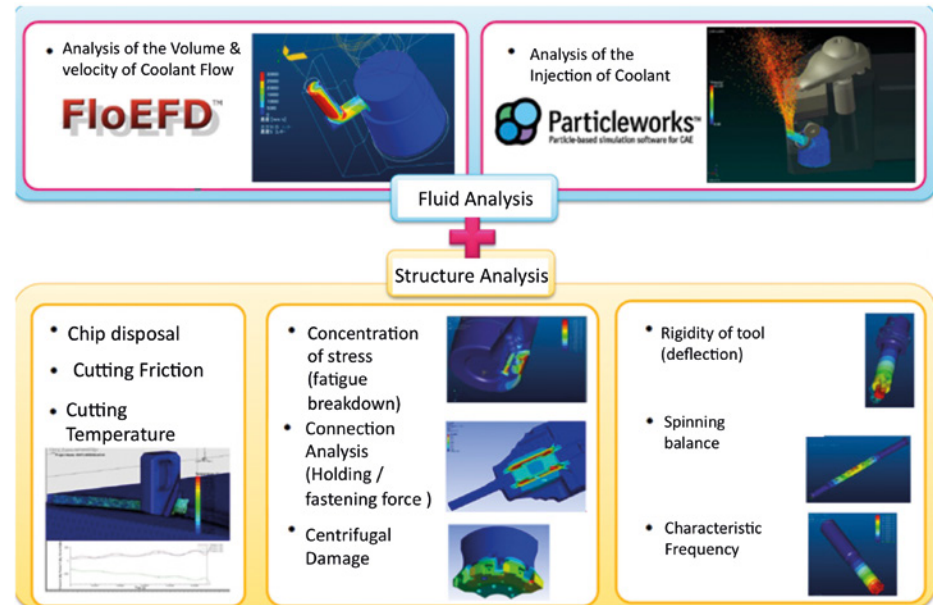 • Analysis of the Volume &
velocity of Coolant Flow
FloEFD™
• Analysis of the
Injection of Coolant
Particleworks™
Particle-based simulation software for CAE
Fluid Analysis
Structure Analysis
• Chip disposal
• Cutting Friction
• Cutting
Temperature
• Concentration
of stress
(fatigue
breakdown)
• Connection
Analysis
(Holding /
fastening force )
• Centrifugal
Damage
• Rigidity of tool
(deflection)
• Spinning
balance
• Characteristic
Frequency